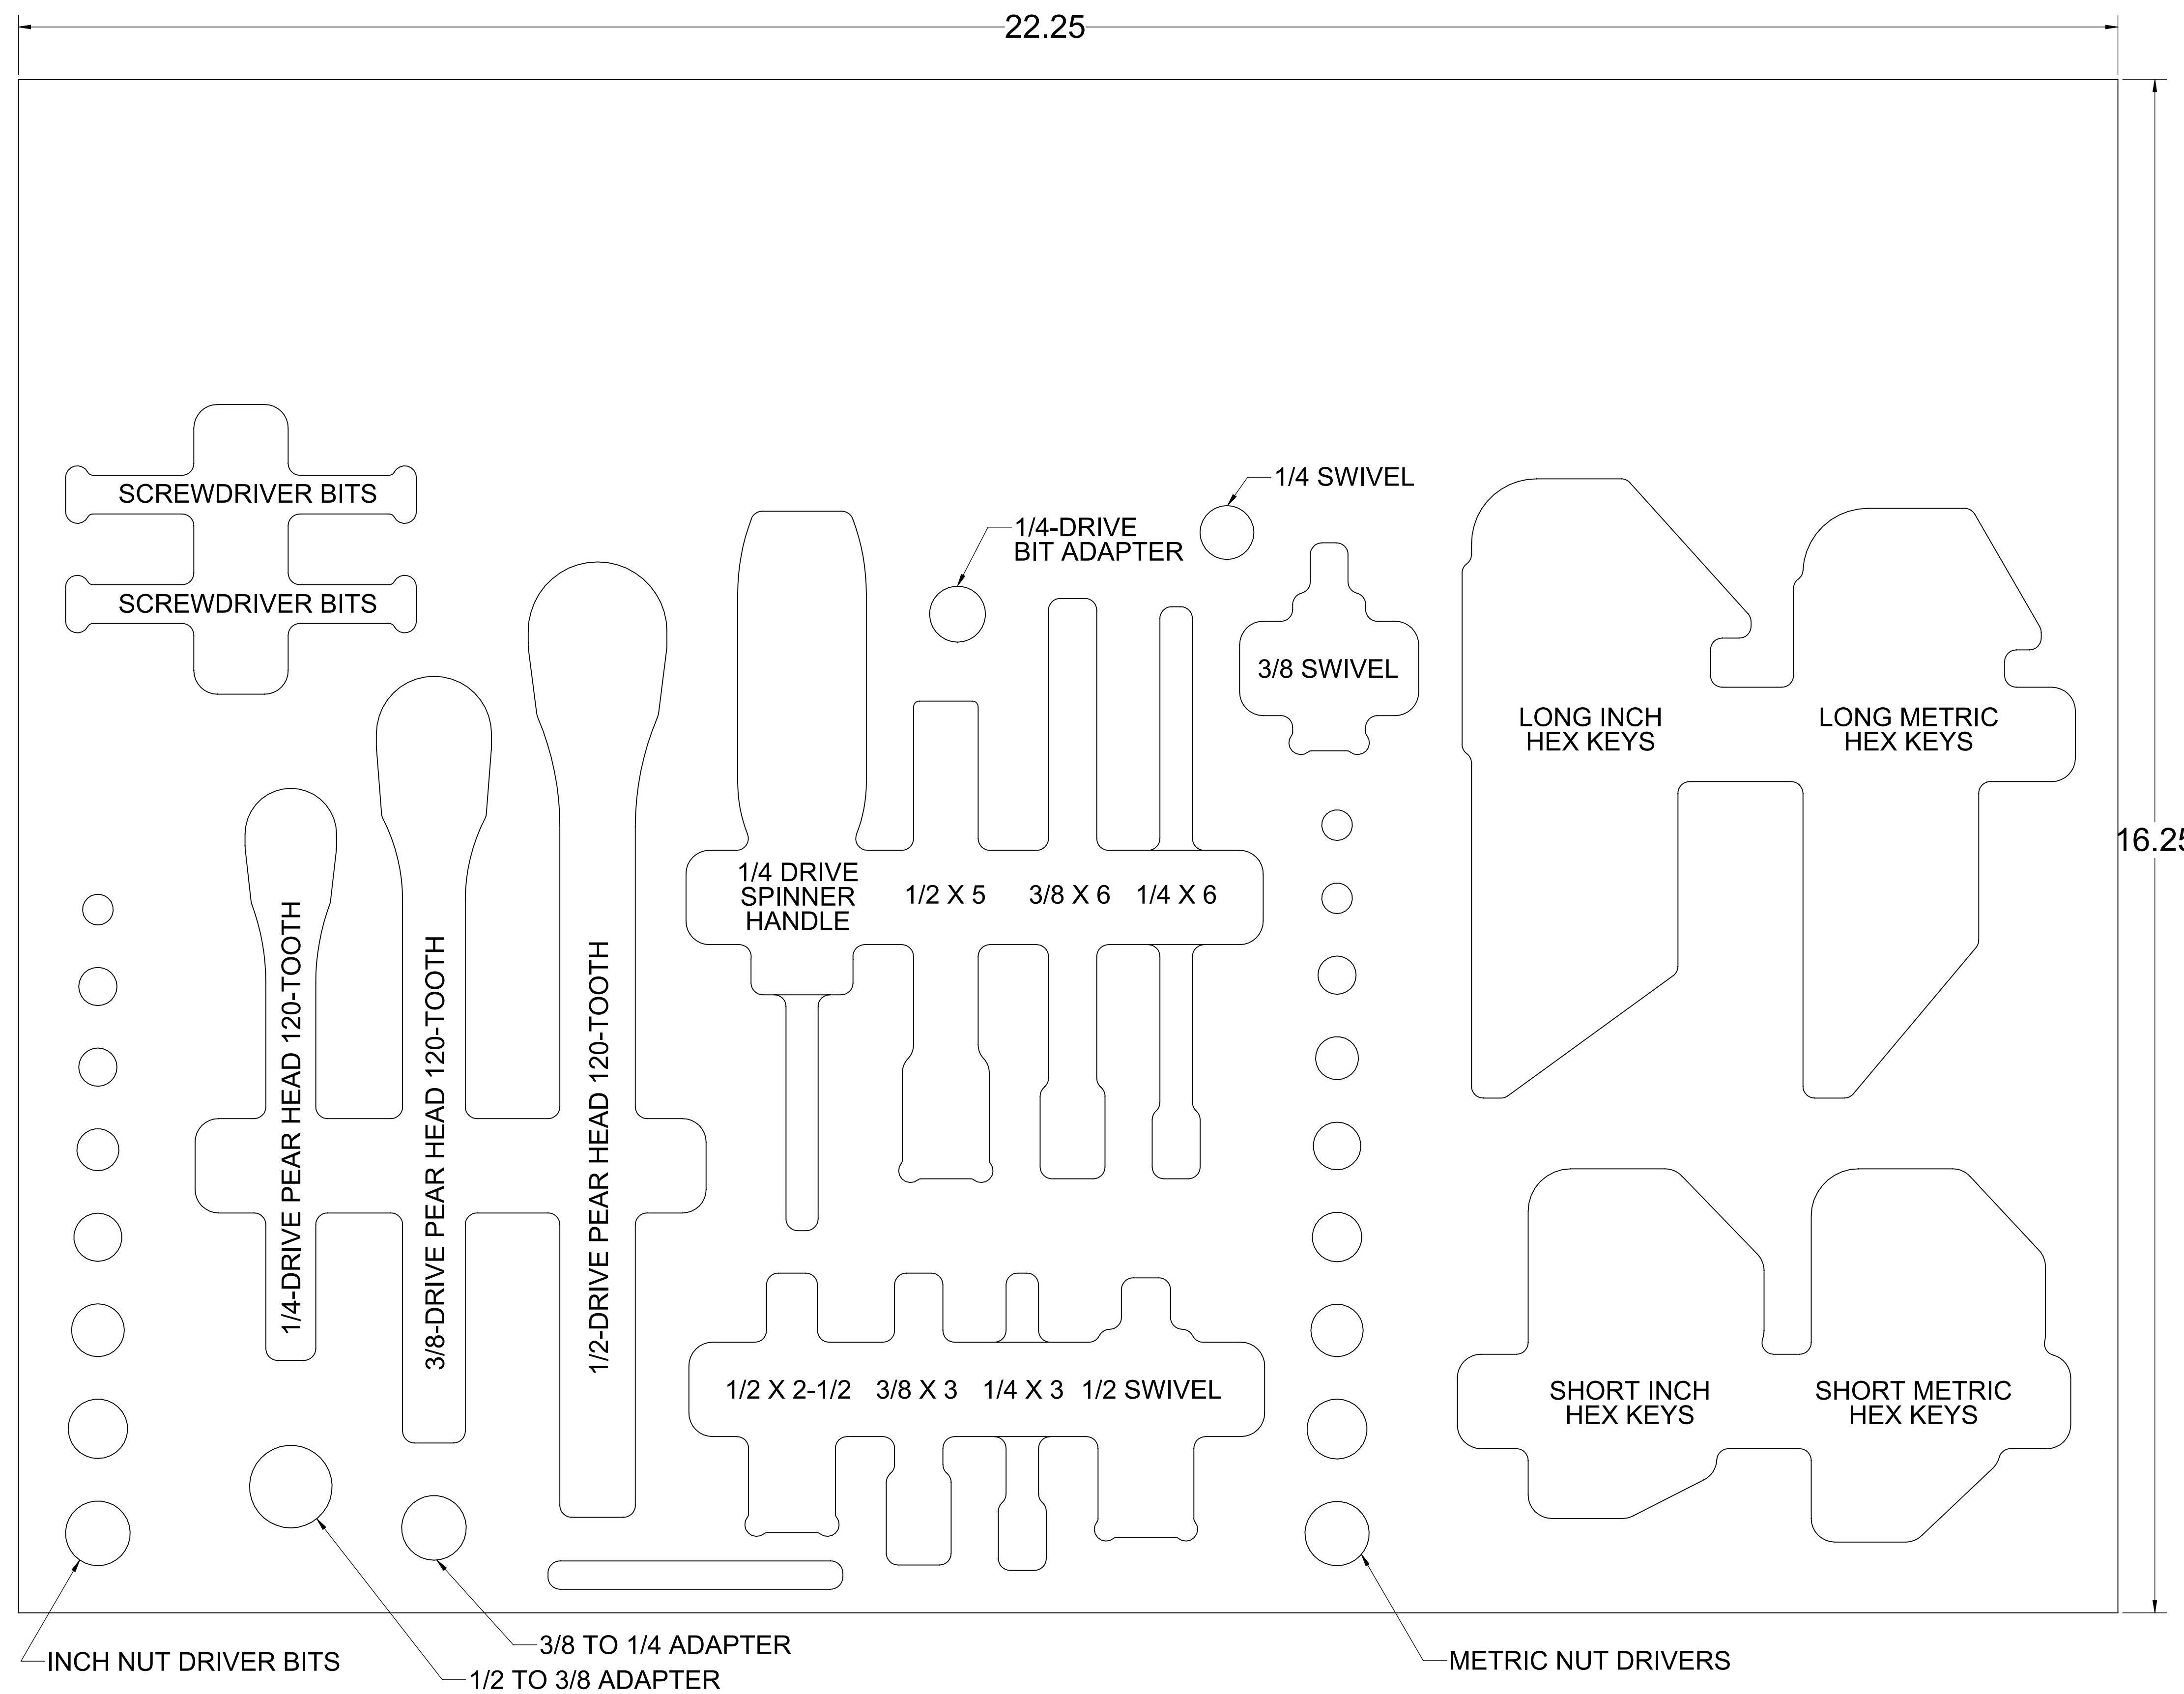 22.25
SCREWDRIVER BITS
SCREWDRIVER BITS
1/4 SWIVEL
1/4-DRIVE
BIT ADAPTER
3/8 SWIVEL
LONG INCH
HEX KEYS
LONG METRIC
HEX KEYS
16.25
1/4 DRIVE
SPINNER
HANDLE
1/2 X 5
3/8 X 6
1/4 X 6
1/4-DRIVE PEAR HEAD 120-TOOTH
3/8-DRIVE PEAR HEAD 120-TOOTH
1/2-DRIVE PEAR HEAD 120-TOOTH
1/2 X 2-1/2
3/8 X 3
1/4 X 3
1/2 SWIVEL
SHORT INCH
HEX KEYS
SHORT METRIC
HEX KEYS
INCH NUT DRIVER BITS
3/8 TO 1/4 ADAPTER
1/2 TO 3/8 ADAPTER
METRIC NUT DRIVERS